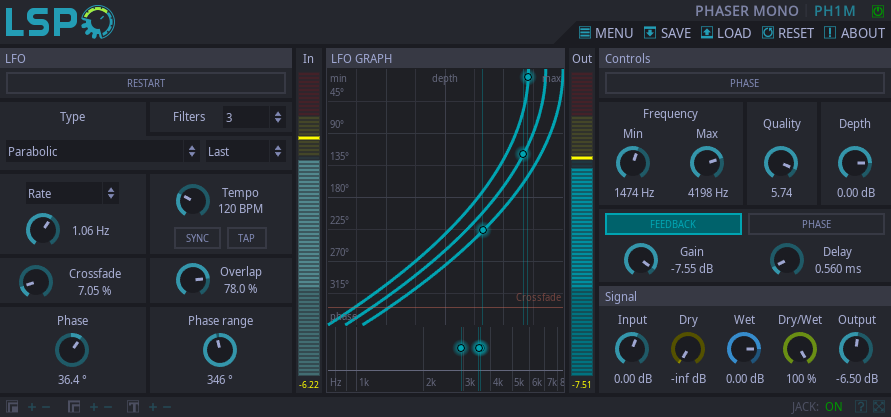 LSP
PHASER MONO PH1M
MENU SAVE LOAD RESET ABOUT
LFO
RESTART
Type
Filters 3
Parabolic Last
Rate
1.06 Hz
Tempo
120 BPM
SYNC TAP
Crossfade
7.05 %
Overlap
78.0 %
Phase
36.4 °
Phase range
346 °
In
-6.22
LFO GRAPH
min depth max
45°
90°
135°
180°
225°
270°
315°
Crossfade
phase
Hz 1k 2k 3k 4k 5k 6k 7k 8
Out
-7.51
Controls
PHASE
Frequency
Min Max
1474 Hz 4198 Hz
Quality
5.74
Depth
0.00 dB
FEEDBACK PHASE
Gain
-7.55 dB
Delay
0.560 ms
Signal
Input Dry Wet Dry/Wet Output
0.00 dB -inf dB 0.00 dB 100 % -6.50 dB
JACK: ON